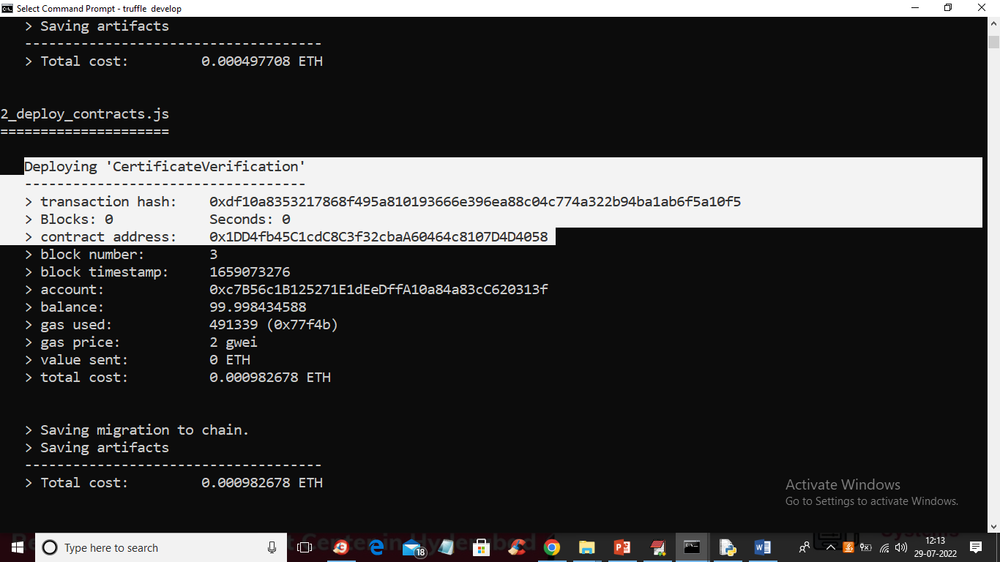 Select Command Prompt - truffle  develop
> Saving artifacts
-------------------------------------
> Total cost:         0.000497708 ETH
2_deploy_contracts.js
=====================
Deploying 'CertificateVerification'
-----------------------------------
> transaction hash:    0xdf10a8353217868f495a810193666e396ea88c04c774a322b94ba1ab6f5a10f5
> Blocks: 0            Seconds: 0
> contract address:    0x1DD4fb45C1cdC8C3f32cbaA60464c8107D4D4058
> block number:        3
> block timestamp:     1659073276
> account:             0xc7B56c1B125271E1dEeDffA10a84a83cC620313f
> balance:             99.998434588
> gas used:            491339 (0x77f4b)
> gas price:           2 gwei
> value sent:          0 ETH
> total cost:          0.000982678 ETH
> Saving migration to chain.
> Saving artifacts
-------------------------------------
> Total cost:         0.000982678 ETH
Activate Windows
Go to Settings to activate Windows.
Type here to search
18
12:13
29-07-2022